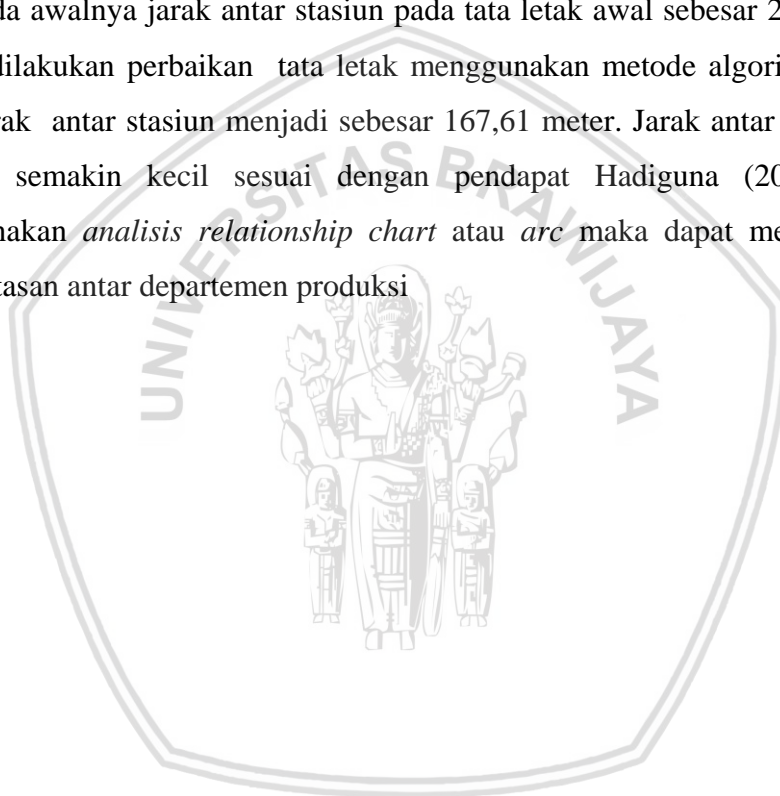 da awalnya jarak antar stasiun pada tata letak awal sebesar 2
dilakukan perbaikan tata letak menggunakan metode algori
rak antar stasiun menjadi sebesar 167,61 meter. Jarak antar
semakin kecil sesuai dengan pendapat Hadiguna (20
nakan analisis relationship chart atau arc maka dapat me
tasan antar departemen produksi
UNIVERSITAS BRAWIJAYA